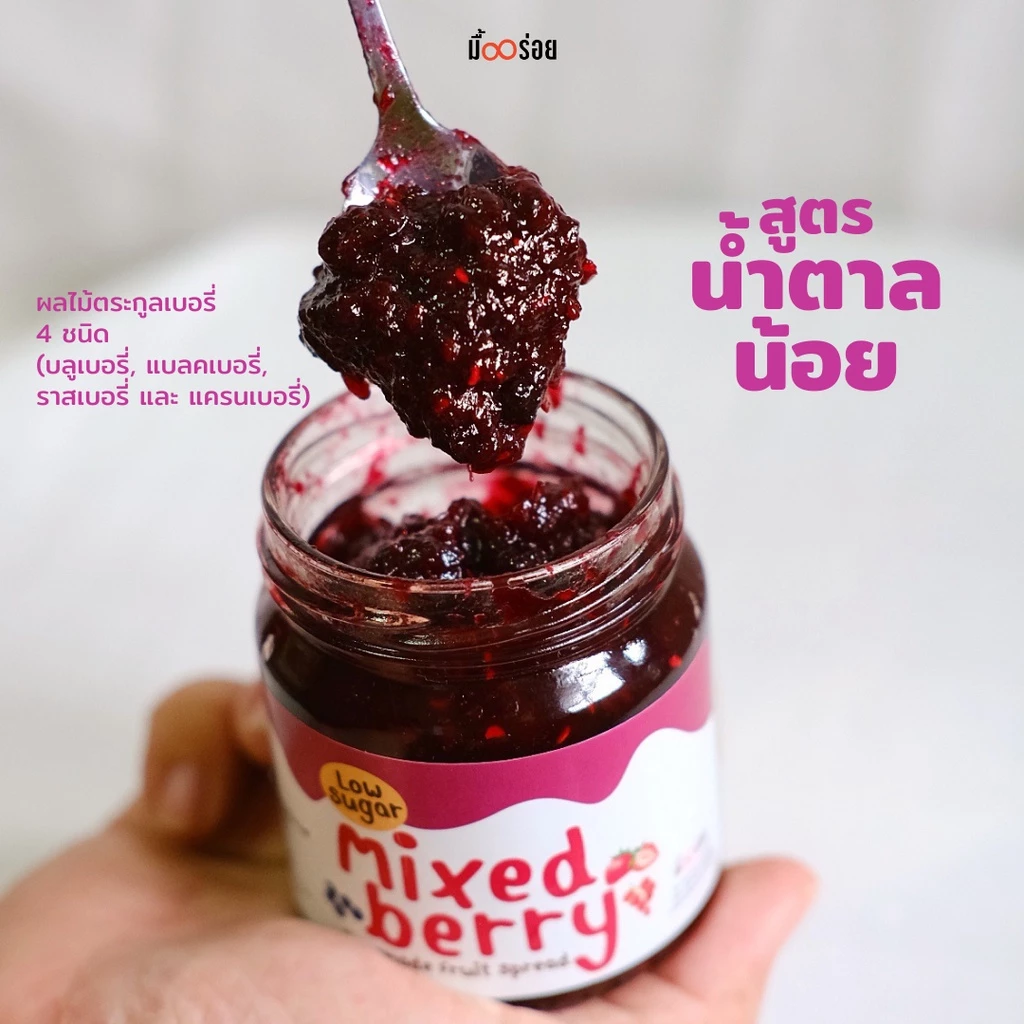 มื้อร่อย
สูตร
น้ำตาล
น้อย
ผลไม้ตระกูลเบอรี่
4 ชนิด
(บลูเบอรี่, แบลคเบอรี่,
ราสเบอรี่ และ แครนเบอรี่)
Low
sugar
mixed
berry
fruit spread